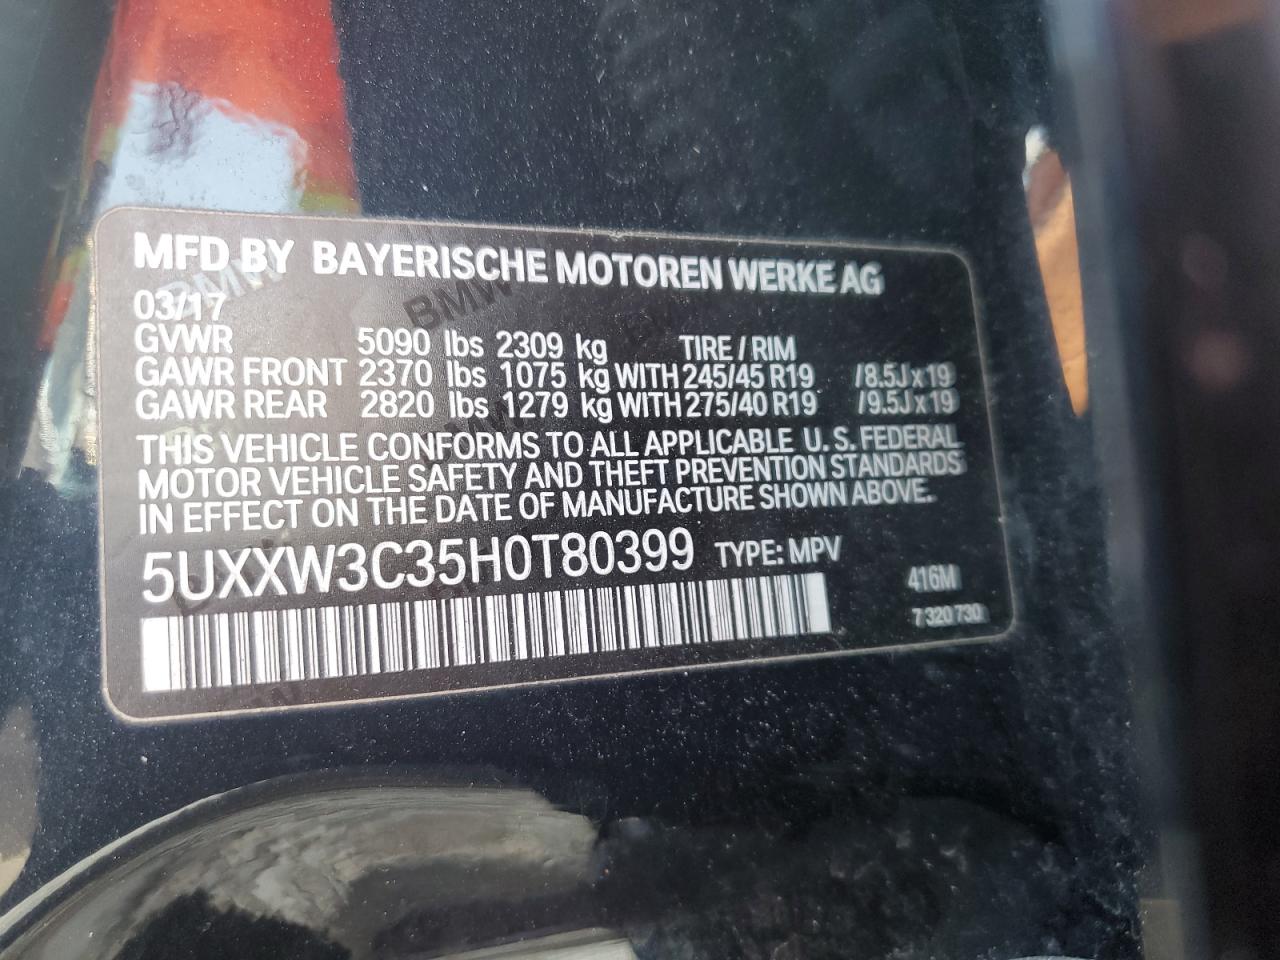 MFD BY BAYERISCHE MOTOREN WERKE AG
03/17
GVWR 5090 lbs 2309 kg TIRE / RIM
GAWR FRONT 2370 lbs 1075 kg WITH 245/45 R19 /8.5J x 19
GAWR REAR 2820 lbs 1279 kg WITH 275/40 R19 /9.5J x 19
THIS VEHICLE CONFORMS TO ALL APPLICABLE U. S. FEDERAL
MOTOR VEHICLE SAFETY AND THEFT PREVENTION STANDARDS
IN EFFECT ON THE DATE OF MANUFACTURE SHOWN ABOVE.
5UXXW3C35H0T80399 TYPE: MPV
416M
7 320 730